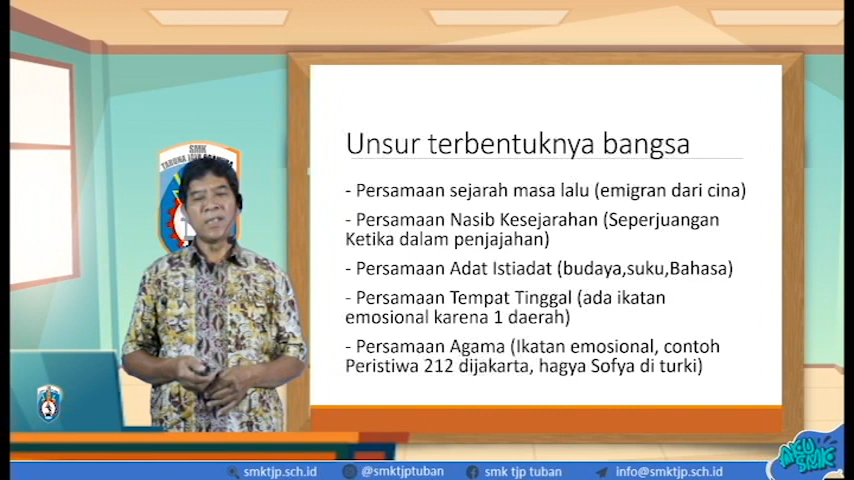 SMK
Unsur terbentuknya bangsa
- Persamaan sejarah masa lalu (emigran dari cina)
- Persamaan Nasib Kesejarahan (Seperjuangan
Ketika dalam penjajahan)
- Persamaan Adat Istiadat (budaya,suku,Bahasa)
- Persamaan Tempat Tinggal (ada ikatan
emosional karena 1 daerah)
- Persamaan Agama (Ikatan emosional, contoh
Peristiwa 212 dijakarta, hagya Sofya di turki)
smktjp.sch.id @smktjptuban smk tjp tuban info@smktjp.sch.id